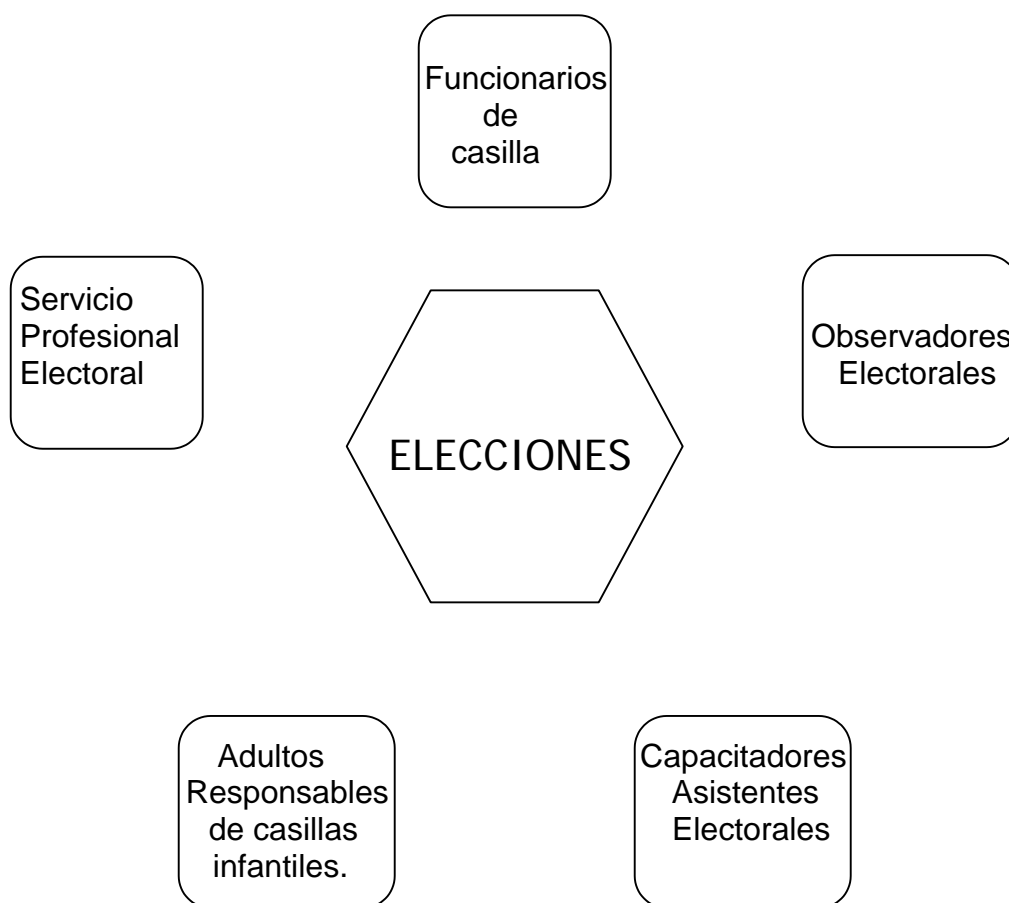 Funcionarios
de
casilla
Servicio
Profesional
Electoral
Observadores
Electorales
ELECCIONES
Adultos
Responsables
de casillas
infantiles.
Capacitadores
Asistentes
Electorales